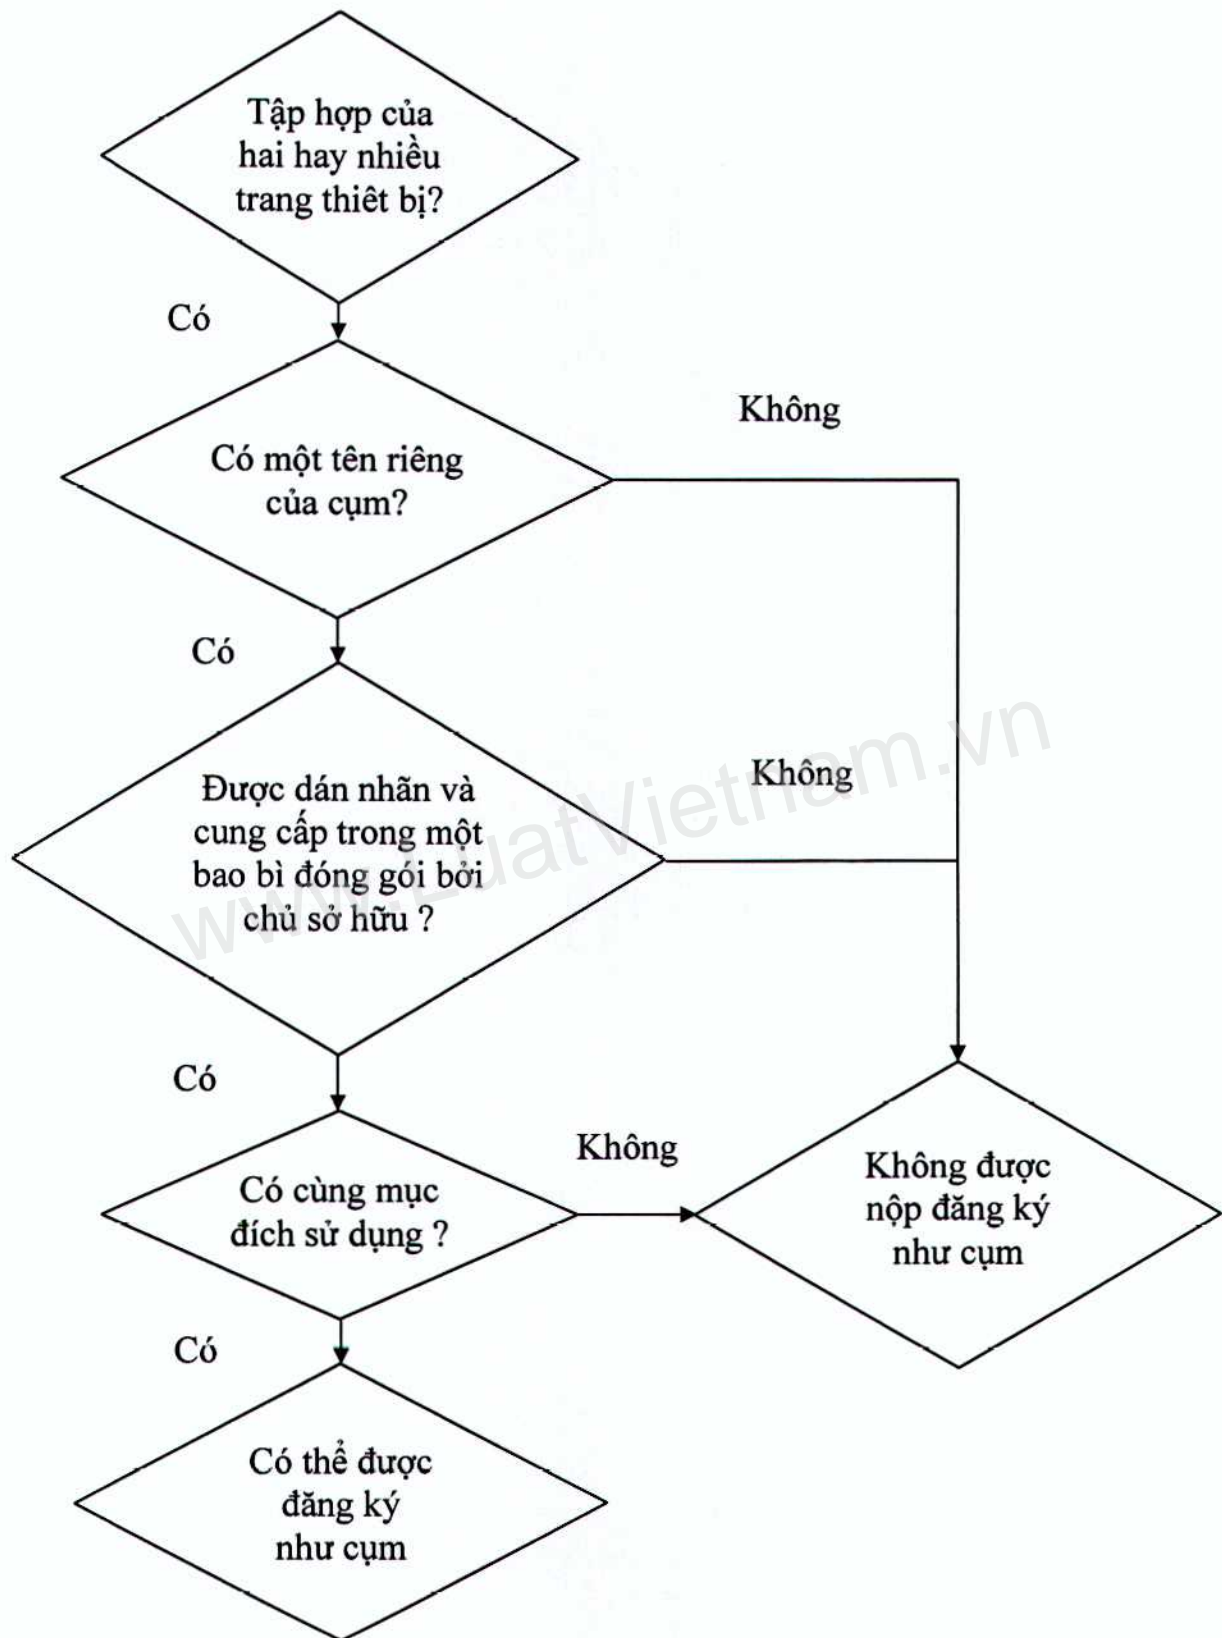 Tập hợp của
hai hay nhiều
trang thiêt bị?
Có
Không
Có một tên riêng
của cụm?
Có
Không
Được dán nhãn và
cung cấp trong một
bao bì đóng gói bởi
chủ sở hữu ?
www.LuatVietnam.vn
Có
Không
Có cùng mục
đích sử dụng ?
Không được
nộp đăng ký
như cụm
Có
Có thể được
đăng ký
như cụm